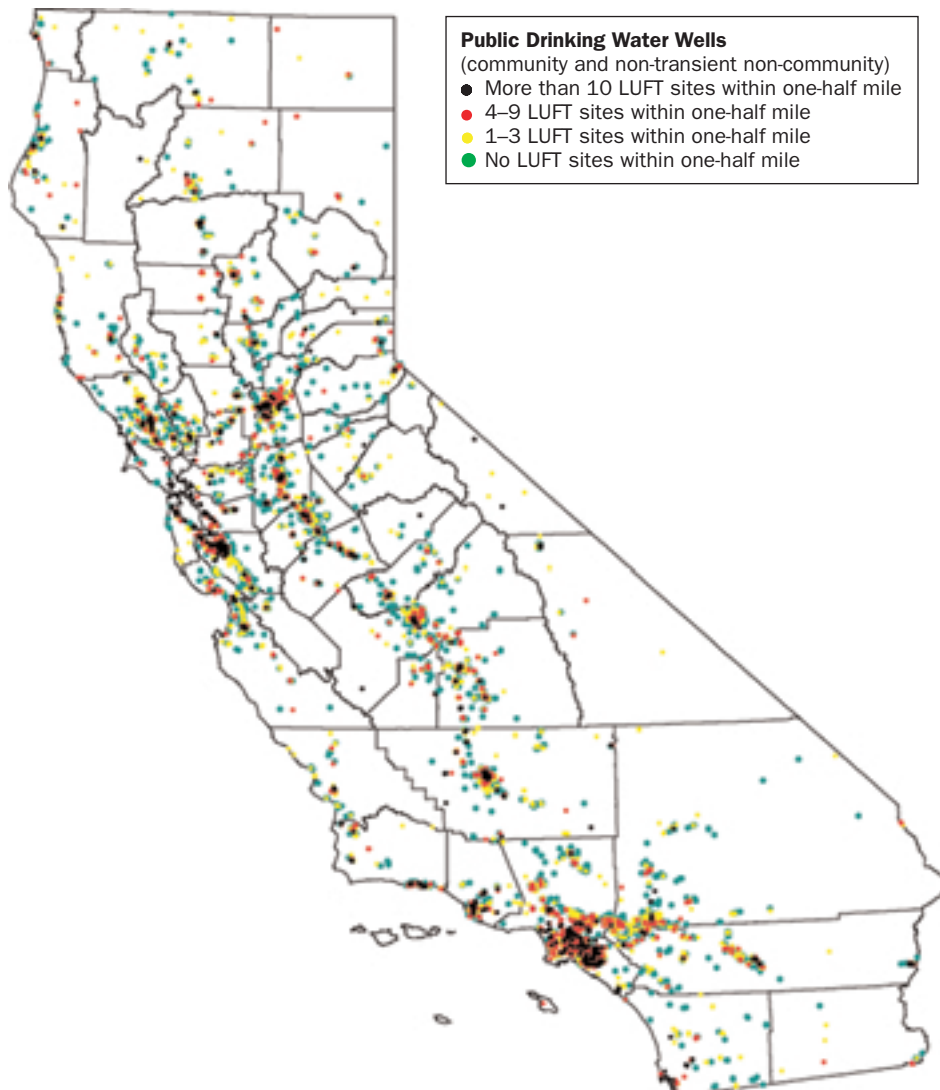 Public Drinking Water Wells
(community and non-transient non-community)
More than 10 LUFT sites within one-half mile
4–9 LUFT sites within one-half mile
1–3 LUFT sites within one-half mile
No LUFT sites within one-half mile